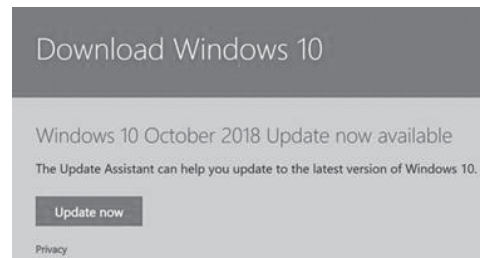 Download Windows 10
Windows 10 October 2018 Update now available
The Update Assistant can help you update to the latest version of Windows 10.
Update now
Privacy